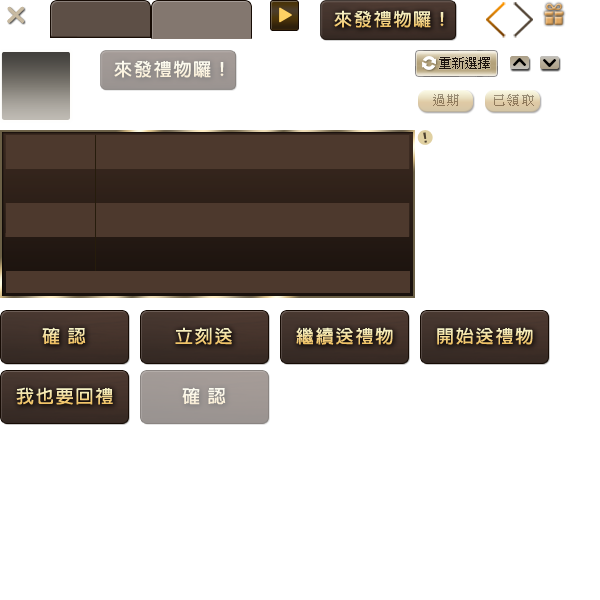 來發禮物囉！
來發禮物囉！
重新選擇
過期
已領取
確認
立刻送
繼續送禮物
開始送禮物
我也要回禮
確認